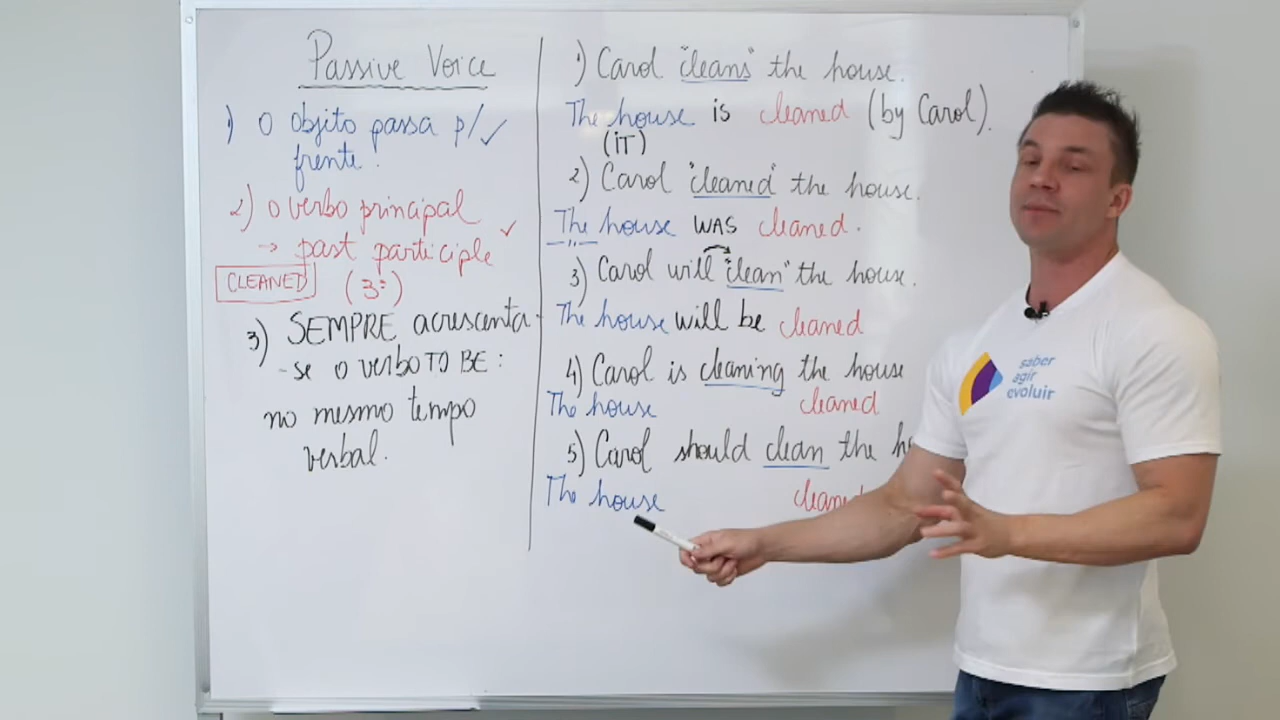 Passive Voice
1) O objito passa p/ ✓
frente.
2) O verbo principal
→ past participle ✓
CLEANED (3ª)
3) SEMPRE acrescenta-
-se o verbo TO BE:
no mesmo tempo
verbal.
1) Carol "cleans" the house.
The house is cleaned (by Carol).
(IT)
2) Carol "cleaned" the house.
The house WAS cleaned.
3) Carol will "clean" the house.
The house will be cleaned
4) Carol is cleaning the house
The house cleaned
5) Carol should clean the
The house
saber
agir
evoluir